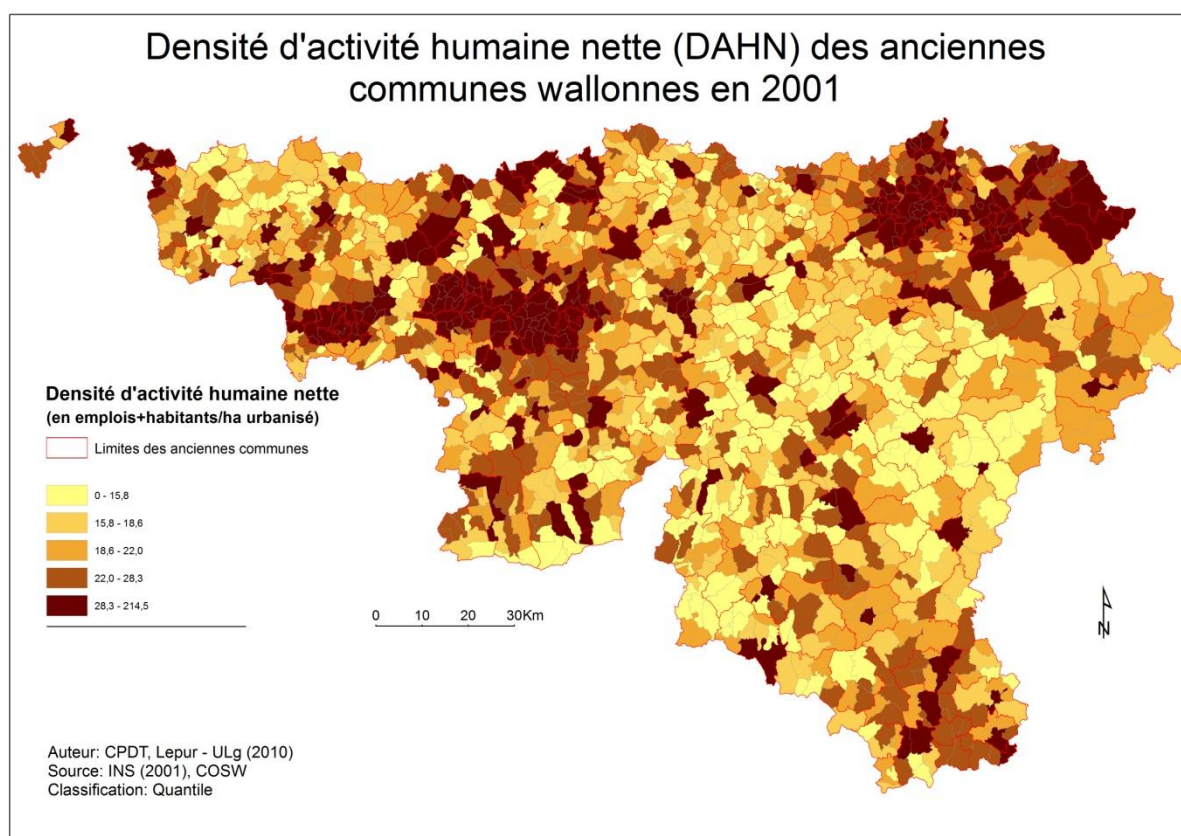 Densité d'activité humaine nette (DAHN) des anciennes
communes wallonnes en 2001
Densité d'activité humaine nette
(en emplois+habitants/ha urbanisé)
Limites des anciennes communes
0 - 15,8
15,8 - 18,6
18,6 - 22,0
22,0 - 28,3
28,3 - 214,5
0 10 20 30Km
N
Auteur: CPDT, Lepur - ULg (2010)
Source: INS (2001), COSW
Classification: Quantile